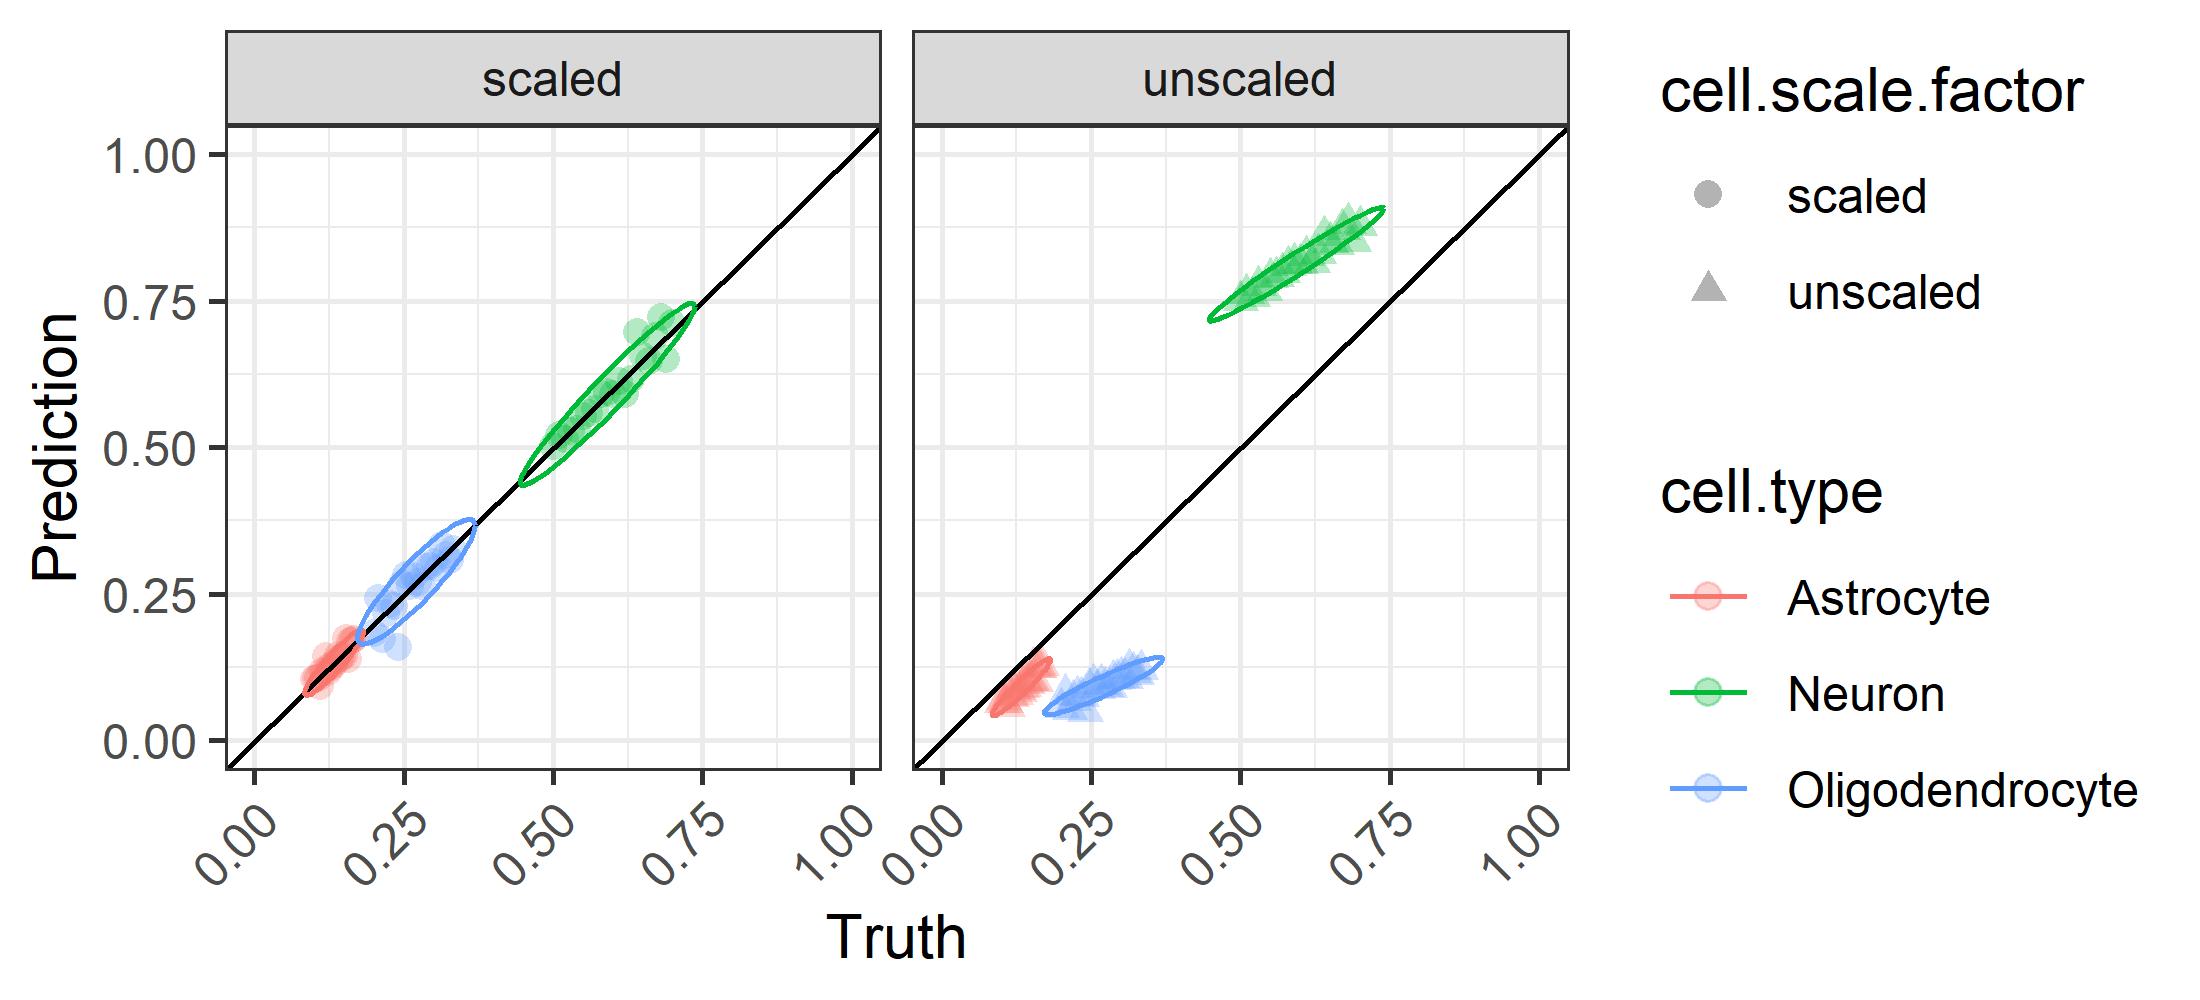 scaled
unscaled
Prediction
1.00
0.75
0.50
0.25
0.00
0.00
0.25
0.50
0.75
1.00
0.00
0.25
0.50
0.75
1.00
Truth
cell.scale.factor
scaled
unscaled
cell.type
Astrocyte
Neuron
Oligodendrocyte